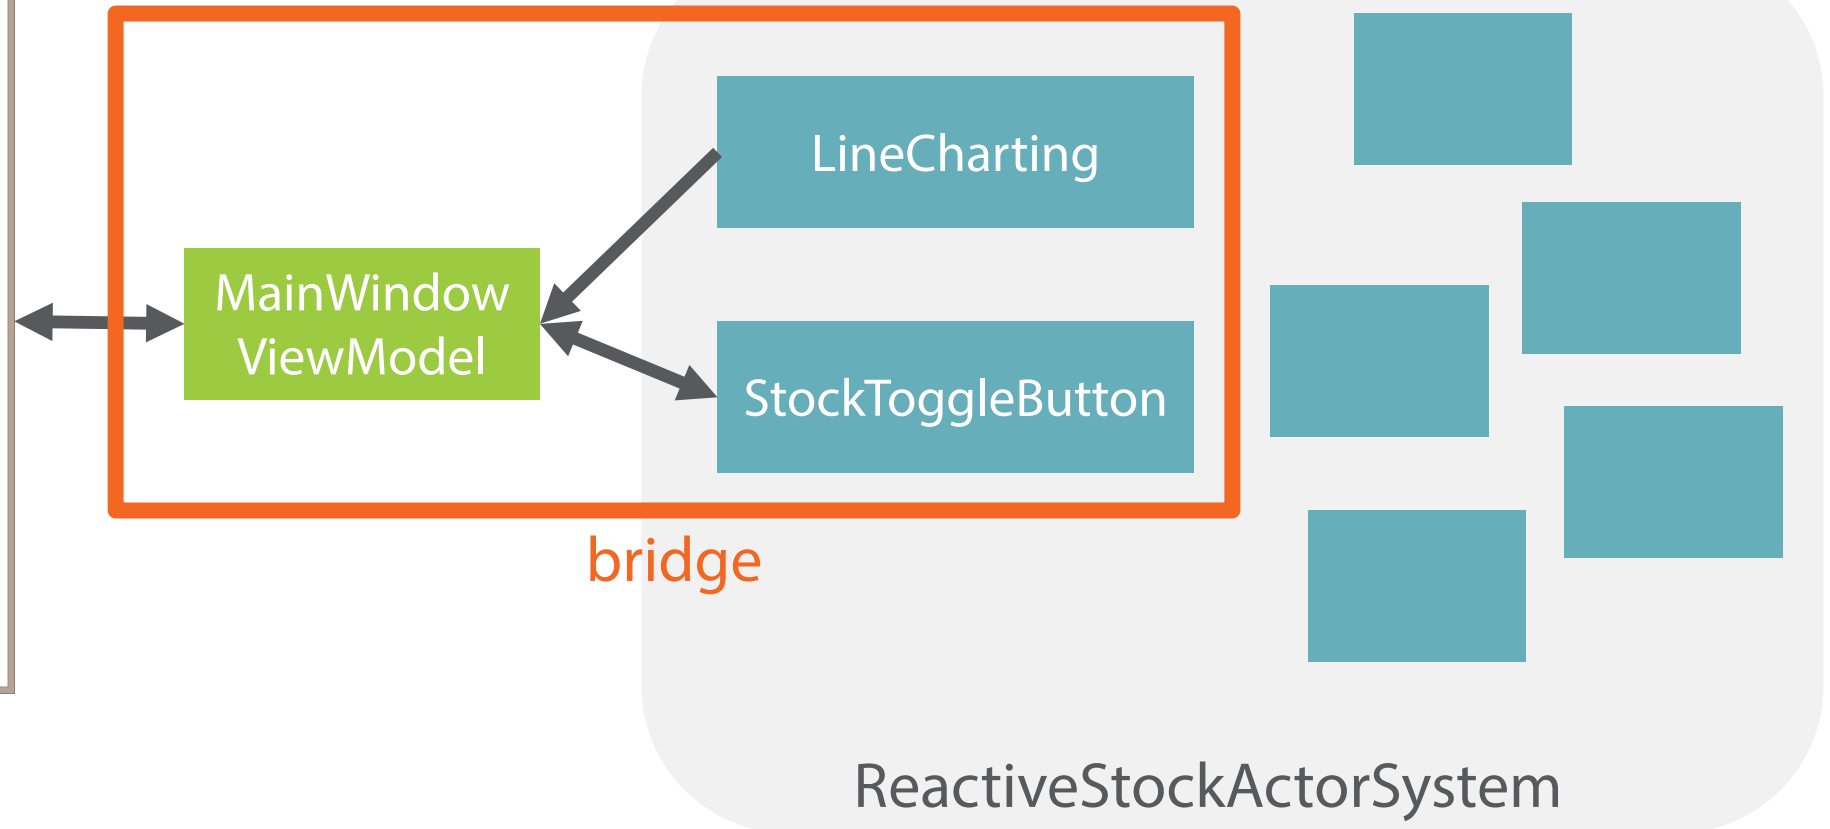 LineCharting
MainWindow
ViewModel
StockToggleButton
bridge
ReactiveStockActorSystem